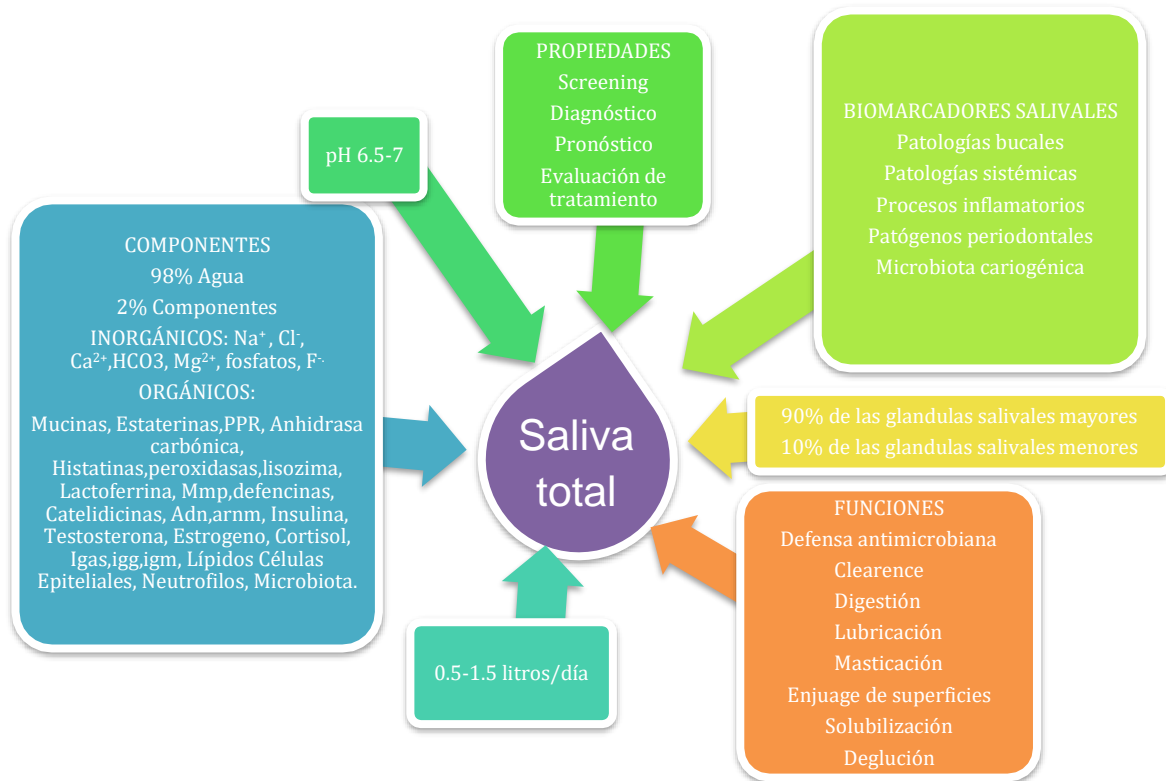 PROPIEDADES
Screening
Diagnóstico
Pronóstico
Evaluación de
tratamiento
BIOMARCADORES SALIVALES
Patologías bucales
Patologías sistémicas
Procesos inflamatorios
Patógenos periodontales
Microbiota cariogénica
pH 6.5-7
COMPONENTES
98% Agua
2% Componentes
INORGÁNICOS: Na⁺, Cl⁻,
Ca²⁺,HCO3, Mg²⁺, fosfatos, F⁻.
ORGÁNICOS:
Mucinas, Estaterinas,PPR, Anhidrasa
carbónica,
Histatinas,peroxidasas,lisozima,
Lactoferrina, Mmp,defencinas,
Catelidicinas, Adn,arnm, Insulina,
Testosterona, Estrogeno, Cortisol,
Igas,igg,igm, Lípidos Células
Epiteliales, Neutrofilos, Microbiota.
Saliva
total
90% de las glandulas salivales mayores
10% de las glandulas salivales menores
FUNCIONES
Defensa antimicrobiana
Clearence
Digestión
Lubricación
Masticación
Enjuage de superficies
Solubilización
Deglución
0.5-1.5 litros/día